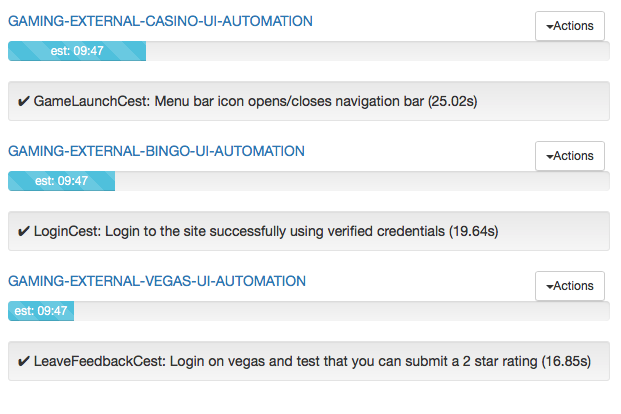 GAMING-EXTERNAL-CASINO-UI-AUTOMATION
Actions
est: 09:47
✔ GameLaunchCest: Menu bar icon opens/closes navigation bar (25.02s)
GAMING-EXTERNAL-BINGO-UI-AUTOMATION
Actions
est: 09:47
✔ LoginCest: Login to the site successfully using verified credentials (19.64s)
GAMING-EXTERNAL-VEGAS-UI-AUTOMATION
Actions
est: 09:47
✔ LeaveFeedbackCest: Login on vegas and test that you can submit a 2 star rating (16.85s)